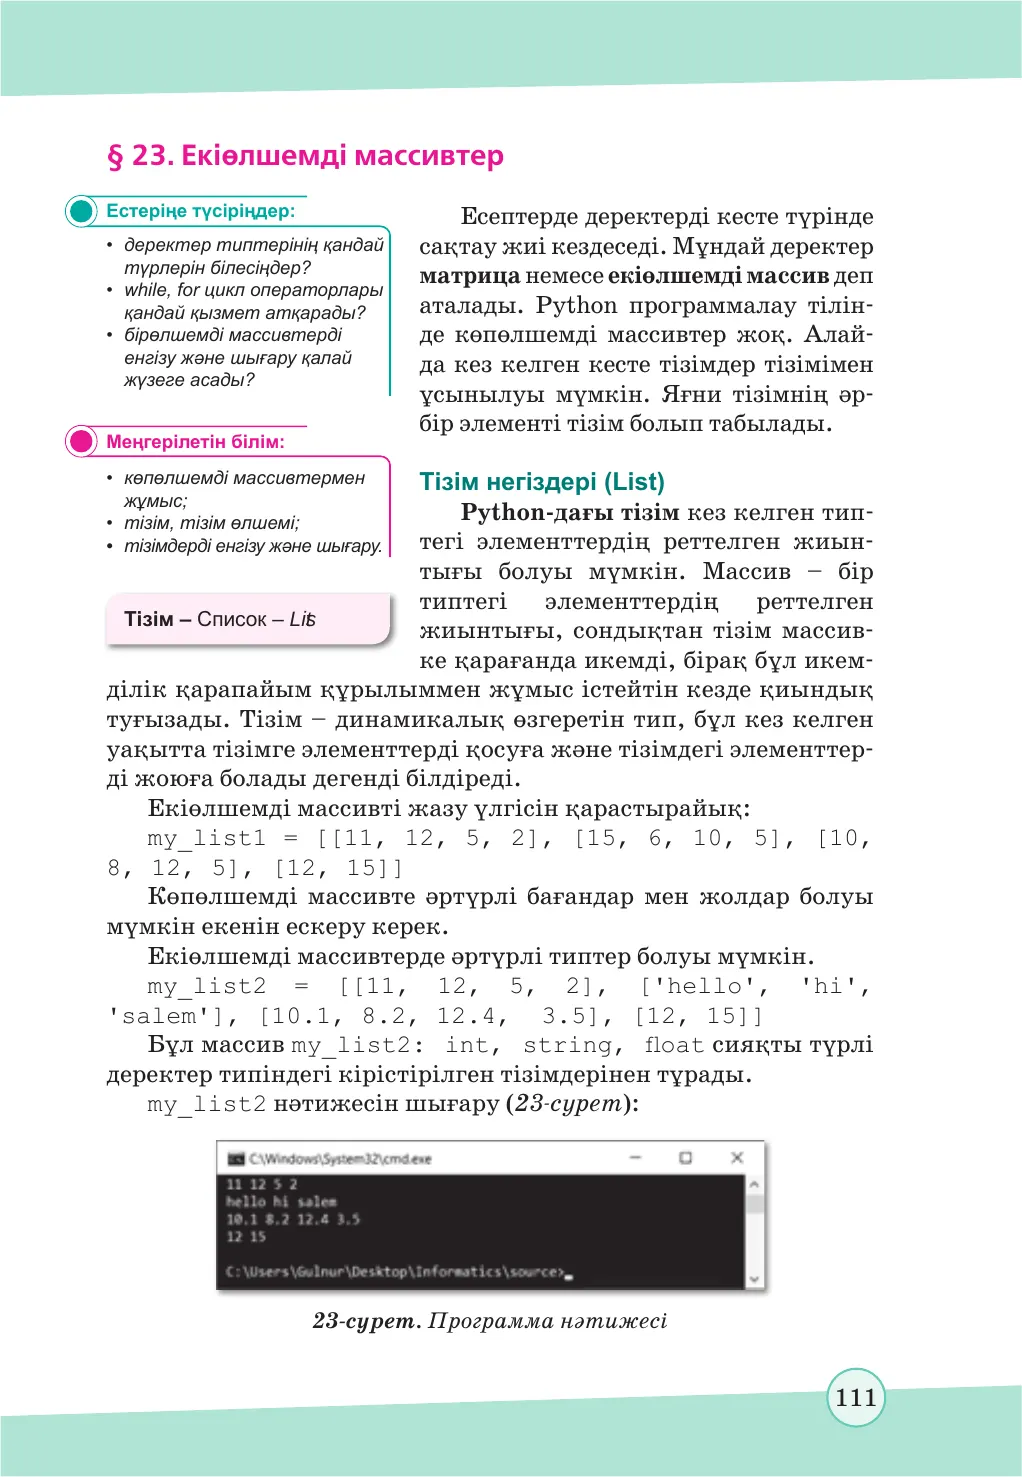 § 23. Екіөлшемді массивтер
Естеріңе түсіріңдер:
• деректер типтерінің қандай
түрлерін білесіңдер?
• while, for цикл операторлары
қандай қызмет атқарады?
• бірөлшемді массивтерді
енгізу және шығару қалай
жүзеге асады?
Меңгерілетін білім:
• көпөлшемді массивтермен
жұмыс;
• тізім, тізім өлшемі;
• тізімдерді енгізу және шығару.
Тізім – Список – Lits
Есептерде деректерді кесте түрінде
сақтау жиі кездеседі. Мұндай деректер
матрица немесе екіөлшемді массив деп
аталады. Python программалау тілін-
де көпөлшемді массивтер жоқ. Алай-
да кез келген кесте тізімдер тізімімен
ұсынылуы мүмкін. Яғни тізімнің әр-
бір элементі тізім болып табылады.
Тізім негіздері (List)
Python-дағы тізім кез келген тип-
тегі элементтердің реттелген жиын-
тығы болуы мүмкін. Массив – бір
типтегі элементтердің реттелген
жиынтығы, сондықтан тізім массив-
ке қарағанда икемді, бірақ бұл икем-
ділік қарапайым құрылыммен жұмыс істейтін кезде қиындық
туғызады. Тізім – динамикалық өзгеретін тип, бұл кез келген
уақытта тізімге элементтерді қосуға және тізімдегі элементтер-
ді жоюға болады дегенді білдіреді.
Екіөлшемді массивті жазу үлгісін қарастырайық:
my_list1 = [[11, 12, 5, 2], [15, 6, 10, 5], [10,
8, 12, 5], [12, 15]]
Көпөлшемді массивте әртүрлі бағандар мен жолдар болуы
мүмкін екенін ескеру керек.
Екіөлшемді массивтерде әртүрлі типтер болуы мүмкін.
my_list2 = [[11, 12, 5, 2], ['hello', 'hi',
'salem'], [10.1, 8.2, 12.4, 3.5], [12, 15]]
Бұл массив my_list2: int, string, float сияқты түрлі
деректер типіндегі кірістірілген тізімдерінен тұрады.
my_list2 нәтижесін шығару (23-сурет):
C:\Windows\System32\cmd.exe
11 12 5 2
hello hi salem
10.1 8.2 12.4 3.5
12 15
C:\Users\Gulnur\Desktop\Informatics\source>
23-сурет. Программа нәтижесі
111